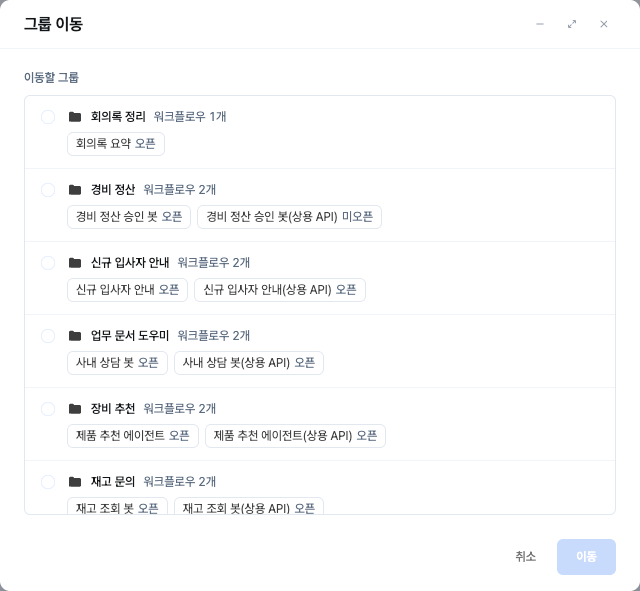 그룹 이동
이동할 그룹
회의록 정리 워크플로우 1개
회의록 요약 오픈
경비 정산 워크플로우 2개
경비 정산 승인 봇 오픈 경비 정산 승인 봇(상용 API) 미오픈
신규 입사자 안내 워크플로우 2개
신규 입사자 안내 오픈 신규 입사자 안내(상용 API) 오픈
업무 문서 도우미 워크플로우 2개
사내 상담 봇 오픈 사내 상담 봇(상용 API) 오픈
장비 추천 워크플로우 2개
제품 추천 에이전트 오픈 제품 추천 에이전트(상용 API) 오픈
재고 문의 워크플로우 2개
재고 조회 봇 오픈 재고 조회 봇(상용 API) 오픈
취소 이동